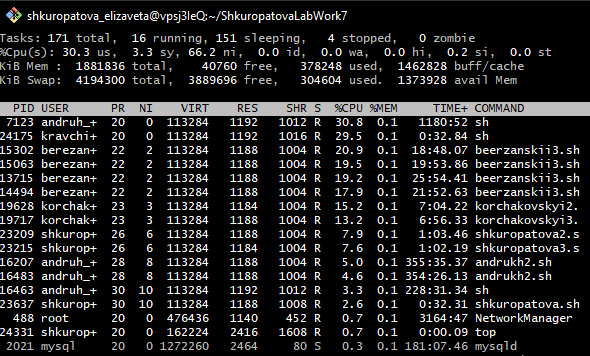 shkuropatova_elizaveta@vpsj3leQ:~/ShkuropatovaLabWork7
Tasks: 171 total, 16 running, 151 sleeping, 4 stopped, 0 zombie
%Cpu(s): 30.3 us, 3.3 sy, 66.2 ni, 0.0 id, 0.0 wa, 0.0 hi, 0.2 si, 0.0 st
KiB Mem : 1881836 total, 40760 free, 378248 used, 1462828 buff/cache
KiB Swap: 4194300 total, 3889696 free, 304604 used. 1373928 avail Mem
PID USER PR NI VIRT RES SHR S %CPU %MEM TIME+ COMMAND
7123 andruh_+ 20 0 113284 1192 1012 R 30.8 0.1 1180:52 sh
24175 kravchi+ 20 0 113284 1192 1016 R 29.5 0.1 0:32.84 sh
15302 berezan+ 22 2 113288 1188 1004 R 20.9 0.1 18:48.07 beerzanskii3.sh
15063 berezan+ 22 2 113288 1188 1004 R 19.5 0.1 19:53.86 beerzanskii3.sh
13715 berezan+ 22 2 113288 1188 1004 R 19.2 0.1 25:54.41 beerzanskii3.sh
14494 berezan+ 22 2 113288 1188 1004 R 17.9 0.1 21:52.63 beerzanskii3.sh
19628 korchak+ 23 3 113288 1184 1004 R 15.2 0.1 7:04.22 korchakovskyi2.
19717 korchak+ 23 3 113288 1188 1004 R 13.2 0.1 6:56.33 korchakovskyi3.
23209 shkurop+ 26 6 113288 1188 1004 R 7.9 0.1 1:03.46 shkuropatova2.s
23215 shkurop+ 26 6 113288 1184 1004 R 7.6 0.1 1:02.19 shkuropatova3.s
16207 andruh_+ 28 8 113288 1188 1004 R 5.0 0.1 355:35.37 andrukh2.sh
16483 andruh_+ 28 8 113288 1188 1004 R 4.6 0.1 354:26.13 andrukh2.sh
16463 andruh_+ 30 10 113284 1192 1012 R 3.3 0.1 228:31.34 sh
23637 shkurop+ 30 10 113288 1188 1008 R 2.6 0.1 0:32.31 shkuropatova.sh
488 root 20 0 476436 1140 452 R 0.7 0.1 3164:47 NetworkManager
24331 shkurop+ 20 0 162224 2416 1608 R 0.7 0.1 0:00.09 top
2021 mysql 20 0 1272260 2464 80 S 0.3 0.1 181:07.46 mysqld